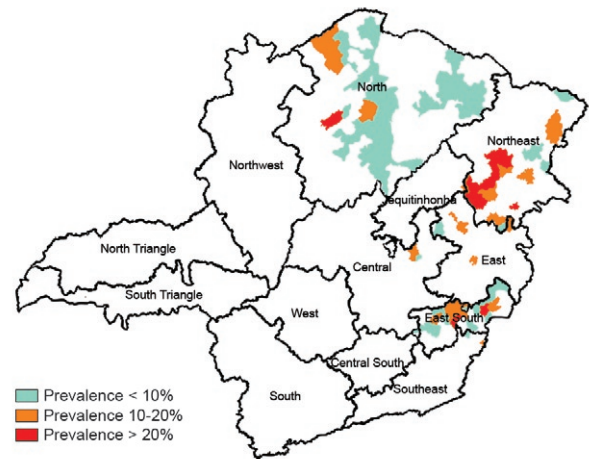 North
Northeast
Northwest
equitinhonha
North Triangle
East
Central
South Triangle
West
East South
Central South
Southeast
South
Prevalence < 10%
Prevalence 10-20%
Prevalence > 20%